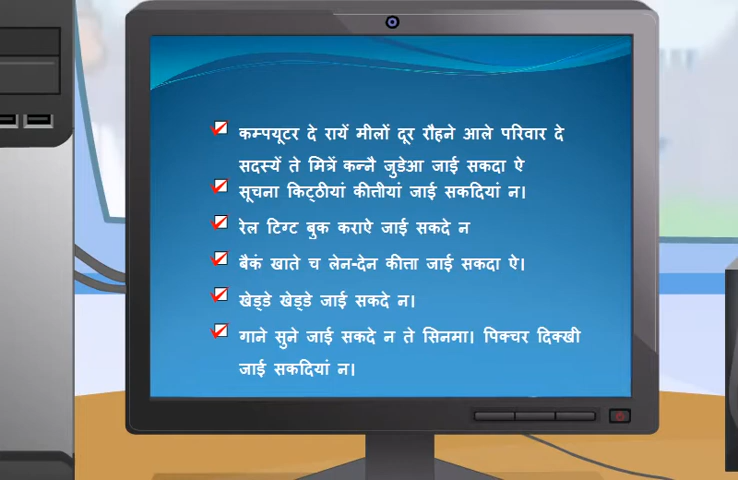 कम्पयूटर दे रायें मीलों दूर रौहने आले परिवार दे
सदस्यें ते मित्रें कन्नै जुडेआ जाई सकदा ऐ
सूचना किट्ठीयां कीत्तीयां जाई सकदियां न।
रेल टिग्ट बुक कराऐ जाई सकदे न
बैकं खाते च लेन-देन कीत्ता जाई सकदा ऐ।
खेड्डे खेड्डे जाई सकदे न।
गाने सुने जाई सकदे न ते सिनमा। पिक्चर दिक्खी
जाई सकदियां न।